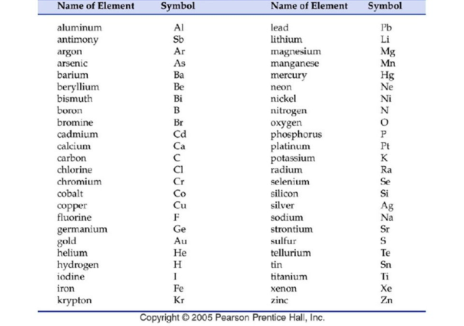 Name of Element Symbol Name of Element Symbol
aluminum Al lead Pb
antimony Sb lithium Li
argon Ar magnesium Mg
arsenic As manganese Mn
barium Ba mercury Hg
beryllium Be neon Ne
bismuth Bi nickel Ni
boron B nitrogen N
bromine Br oxygen O
cadmium Cd phosphorus P
calcium Ca platinum Pt
carbon C potassium K
chlorine Cl radium Ra
chromium Cr selenium Se
cobalt Co silicon Si
copper Cu silver Ag
fluorine F sodium Na
germanium Ge strontium Sr
gold Au sulfur S
helium He tellurium Te
hydrogen H tin Sn
iodine I titanium Ti
iron Fe xenon Xe
krypton Kr zinc Zn
Copyright © 2005 Pearson Prentice Hall, Inc.